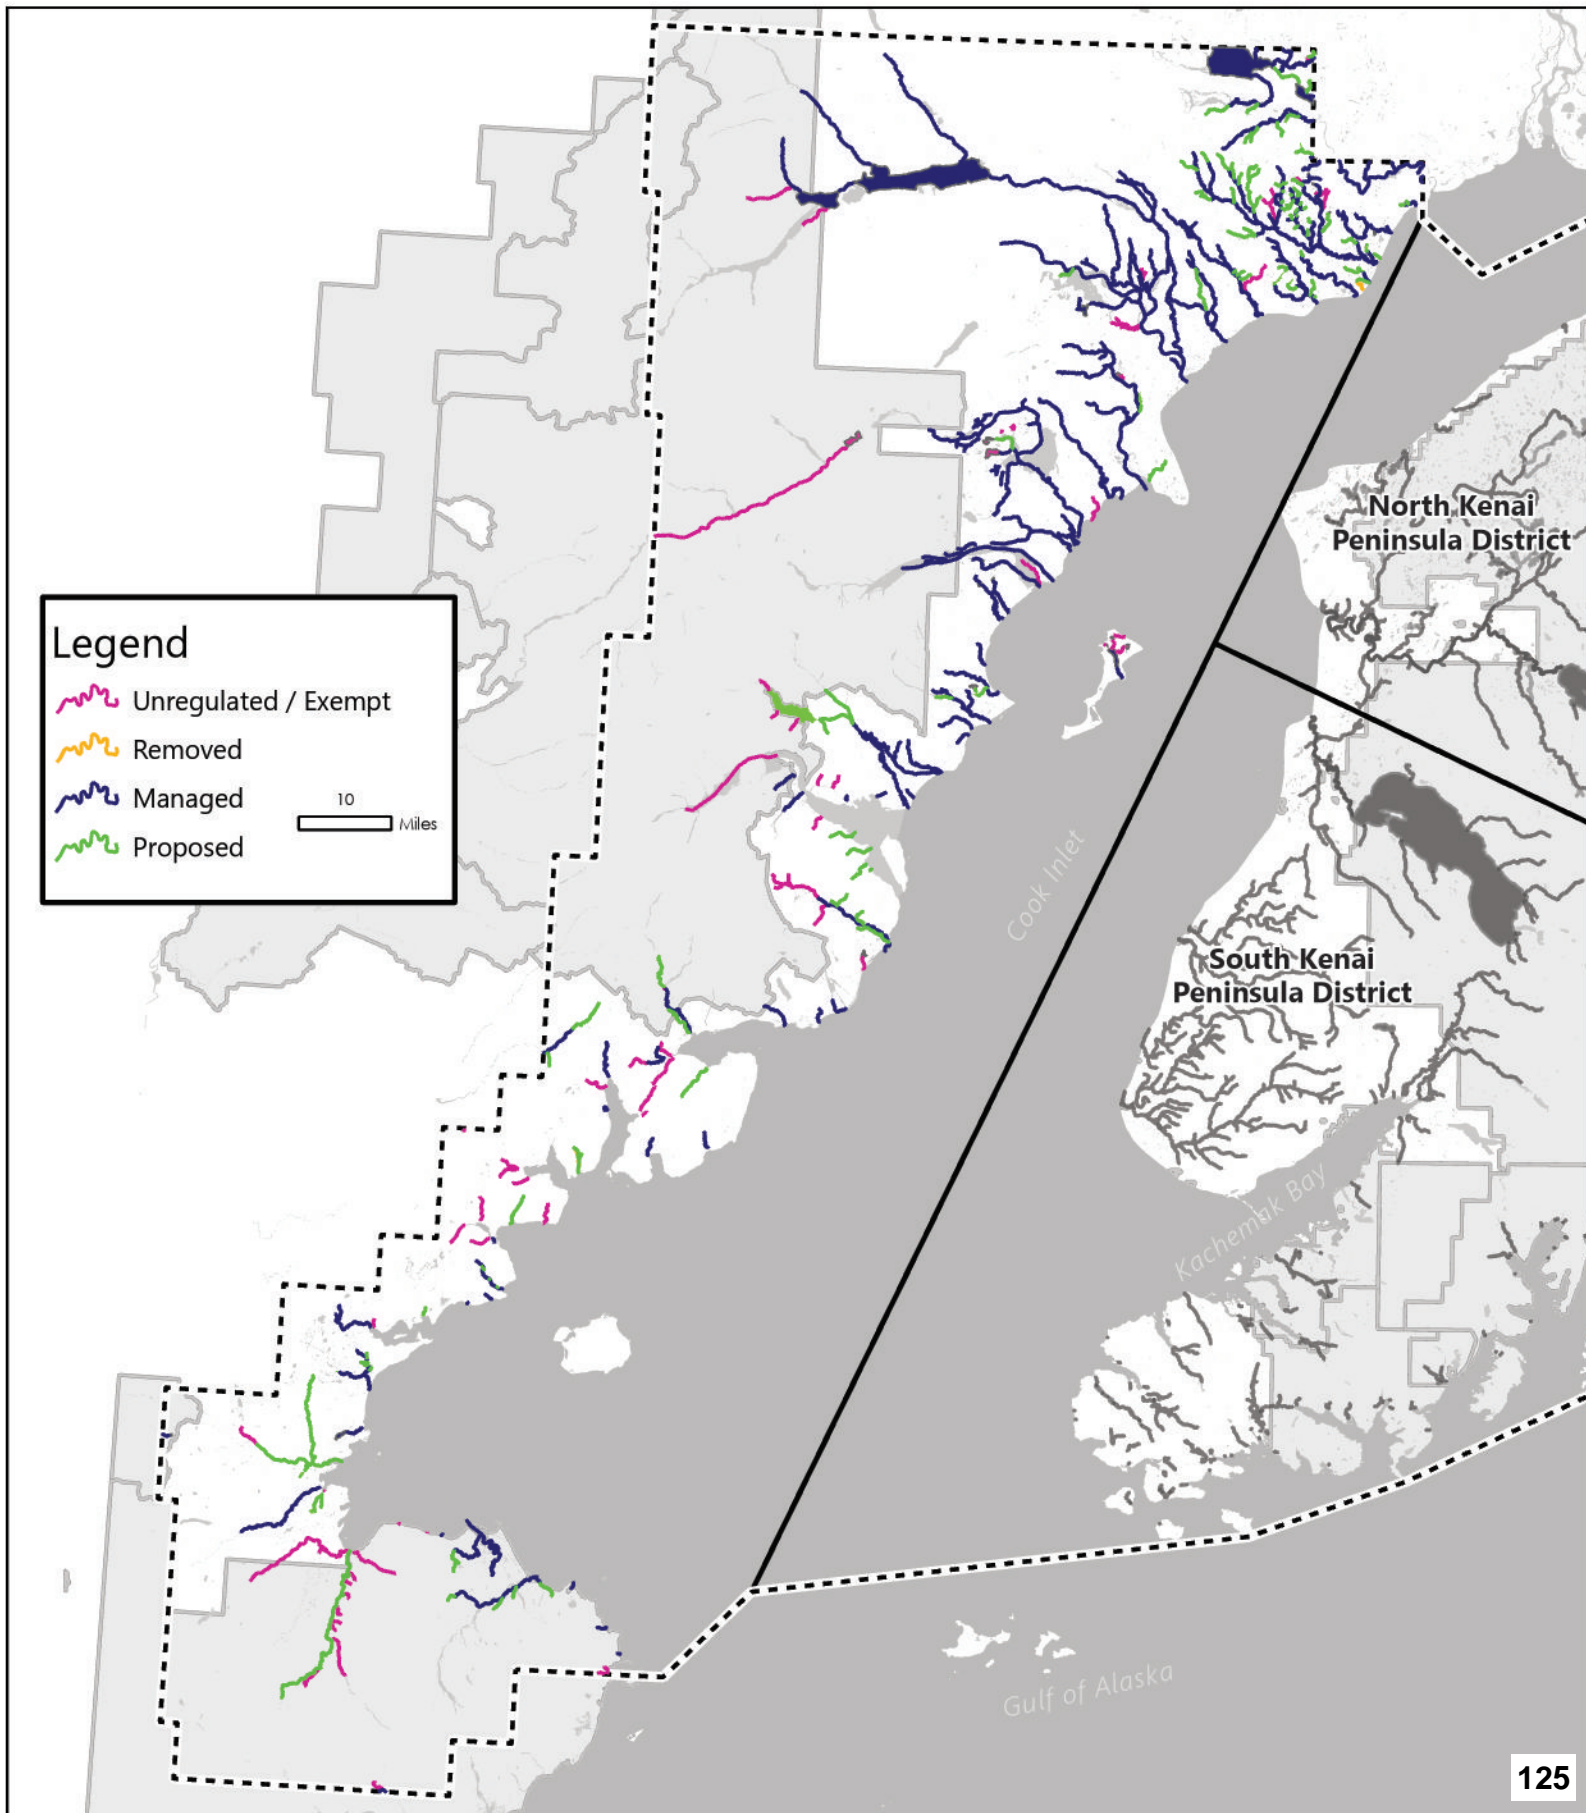 North Kenai
Peninsula District
Legend
Unregulated / Exempt
Removed
Managed
Proposed
10
Miles
Cook Inlet
South Kenai
Peninsula District
Kachemak Bay
Gulf of Alaska
125